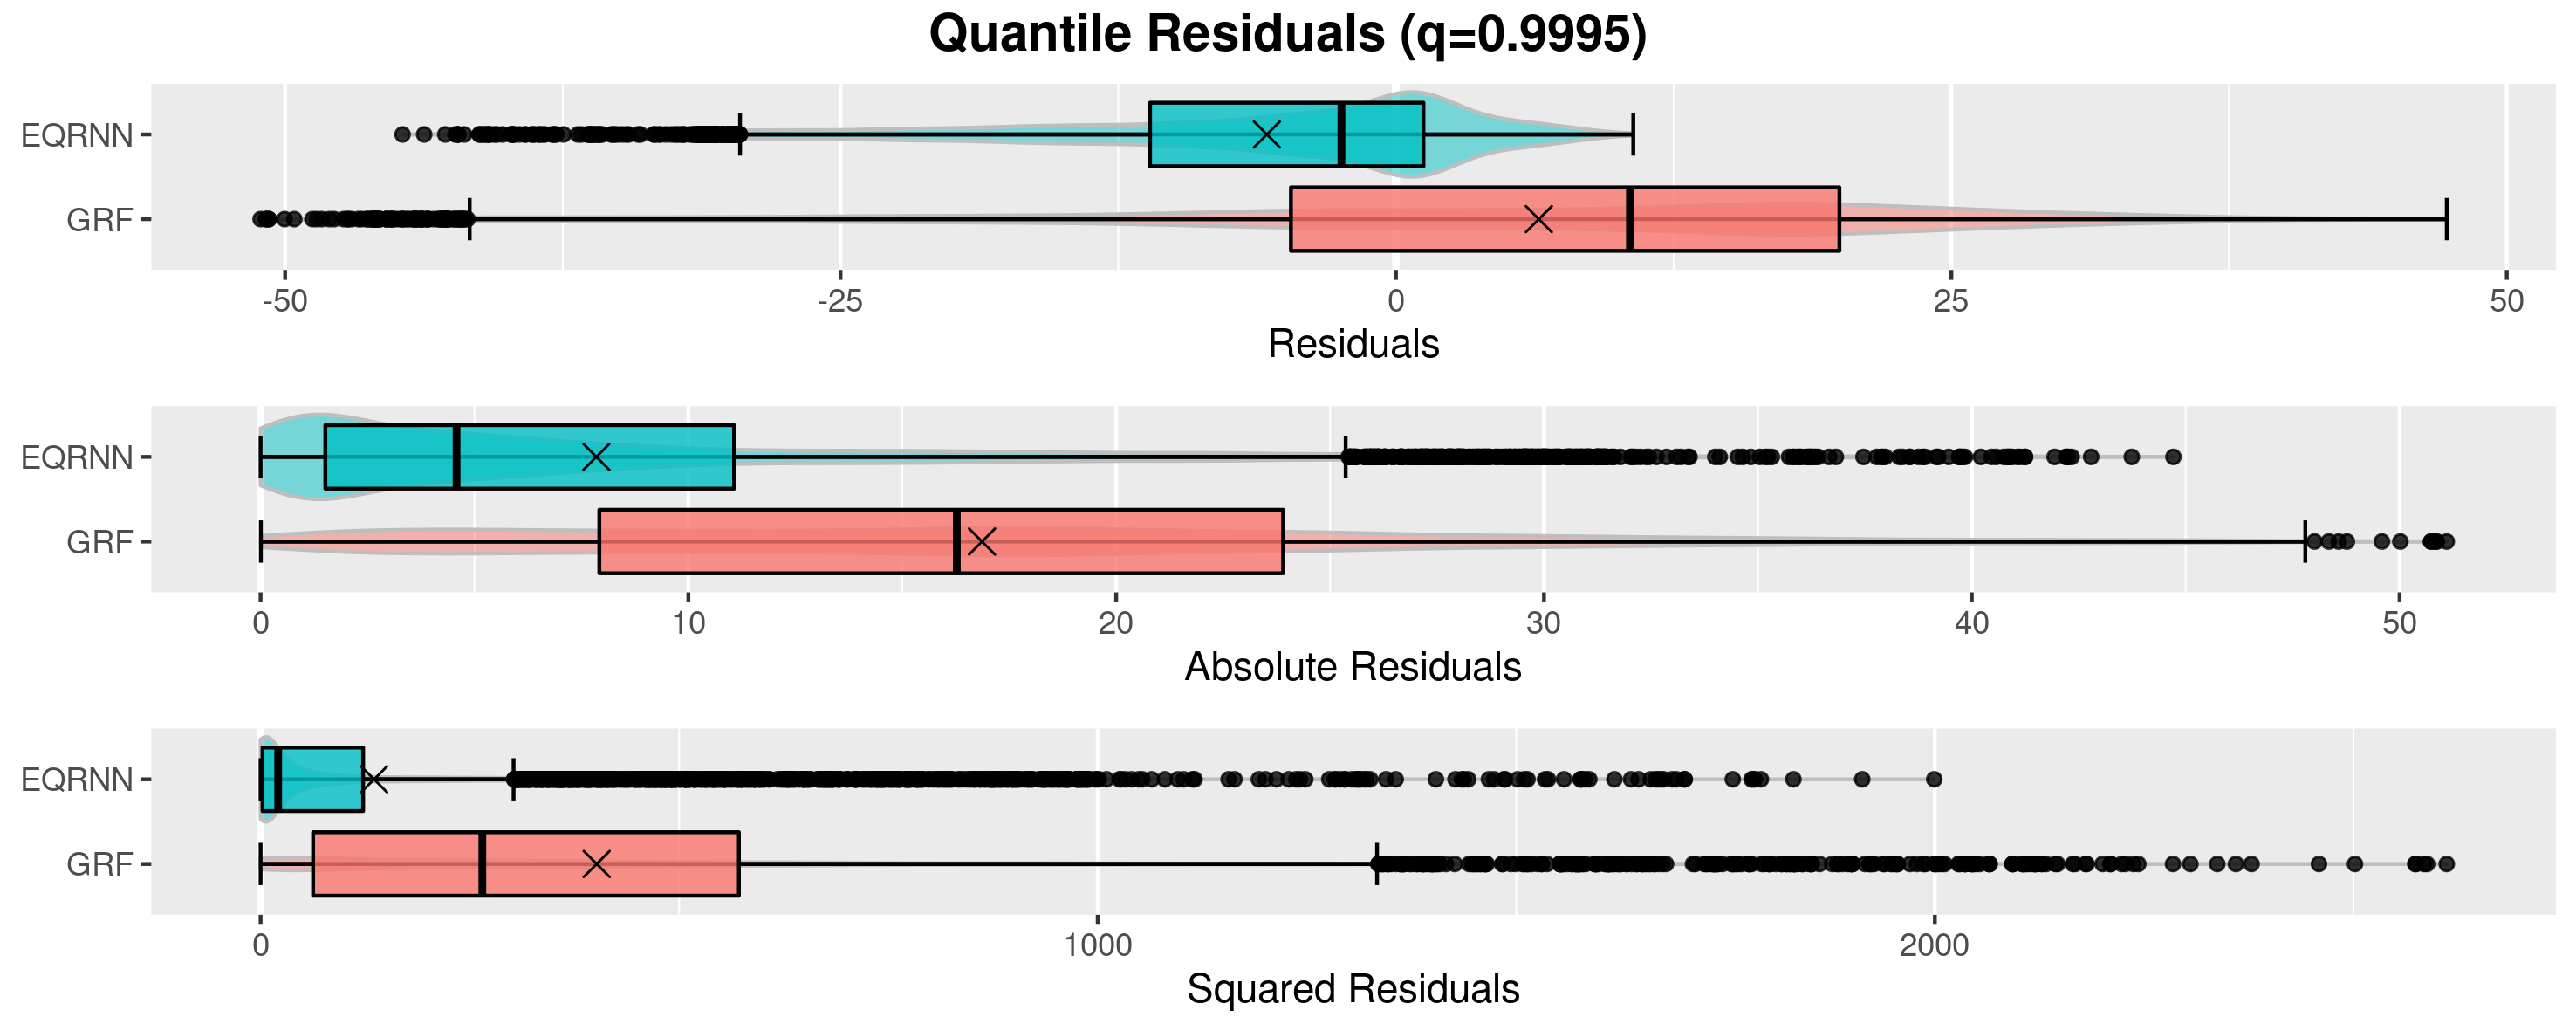 Quantile Residuals (q=0.9995)
EQRNN
GRF
-50 -25 0 25 50
Residuals
EQRNN
GRF
0 10 20 30 40 50
Absolute Residuals
EQRNN
GRF
0 1000 2000
Squared Residuals